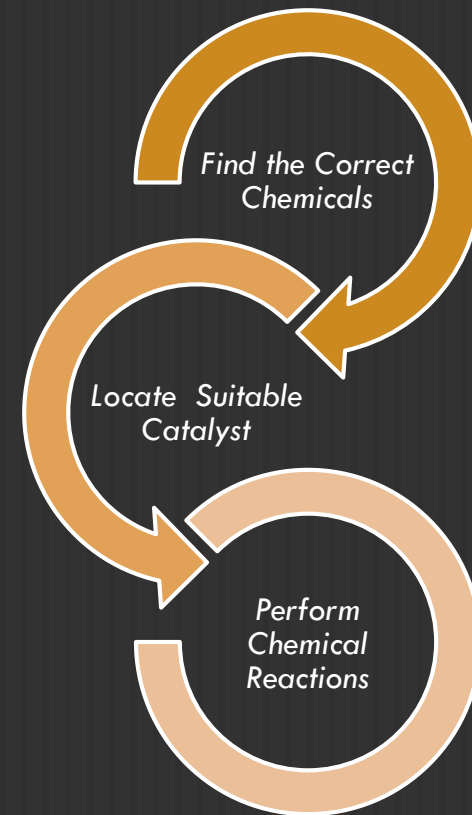 Find the Correct
Chemicals
Locate Suitable
Catalyst
Perform
Chemical
Reactions